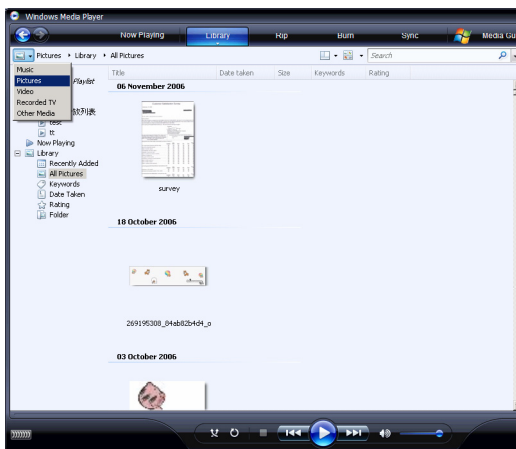 Windows Media Player
Now Playing Library Rip Burn Sync Media Gu
Pictures Library All Pictures Search
Music
Pictures
Video
Recorded TV
Other Media
Playlist
放列表
test
tt
Now Playing
Library
Recently Added
All Pictures
Keywords
Date Taken
Rating
Folder
Title Date taken Size Keywords Rating
06 November 2006
survey
18 October 2006
269195308_84ab82b4d4_o
03 October 2006